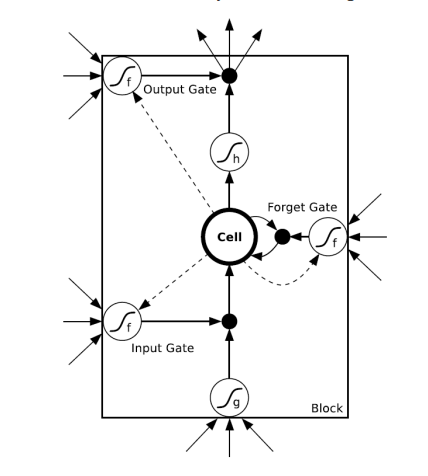 f
Output Gate
h
Forget Gate
Cell
f
f
Input Gate
g
Block